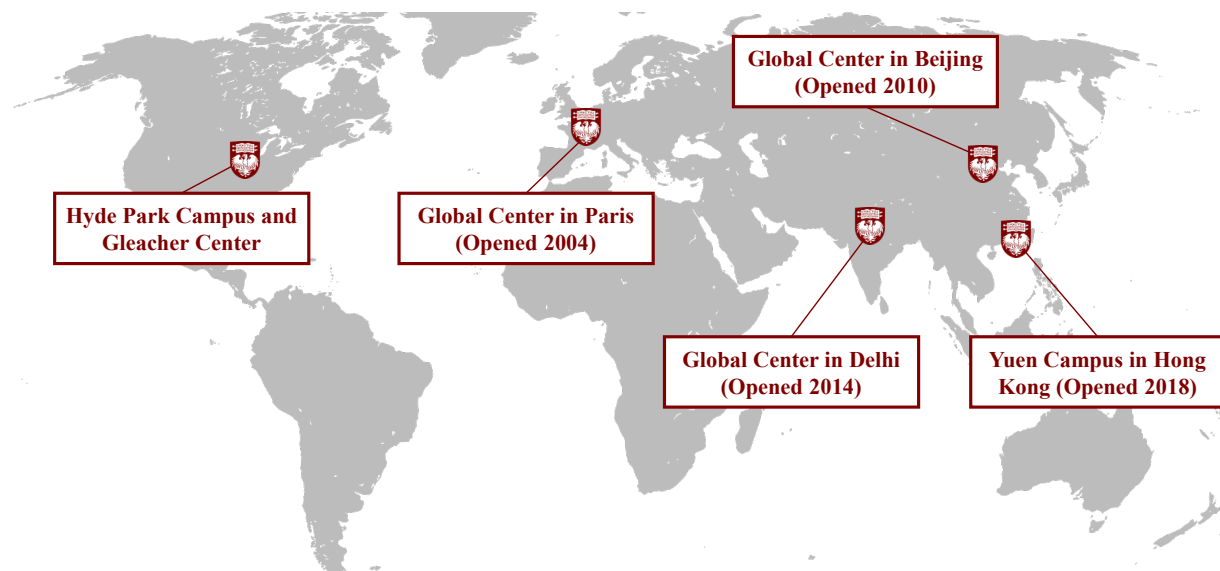 Global Center in Beijing
(Opened 2010)
Hyde Park Campus and
Gleacher Center
Global Center in Paris
(Opened 2004)
Global Center in Delhi
(Opened 2014)
Yuen Campus in Hong
Kong (Opened 2018)